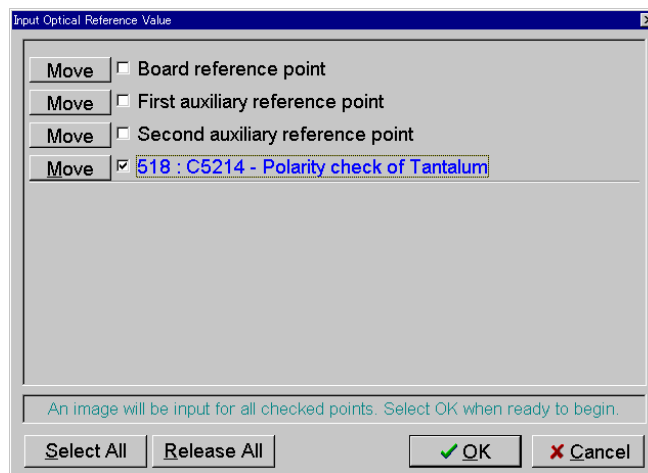 Input Optical Reference Value
Move Board reference point
Move First auxiliary reference point
Move Second auxiliary reference point
Move 518 : C5214 - Polarity check of Tantalum
An image will be input for all checked points. Select OK when ready to begin.
Select All Release All OK Cancel